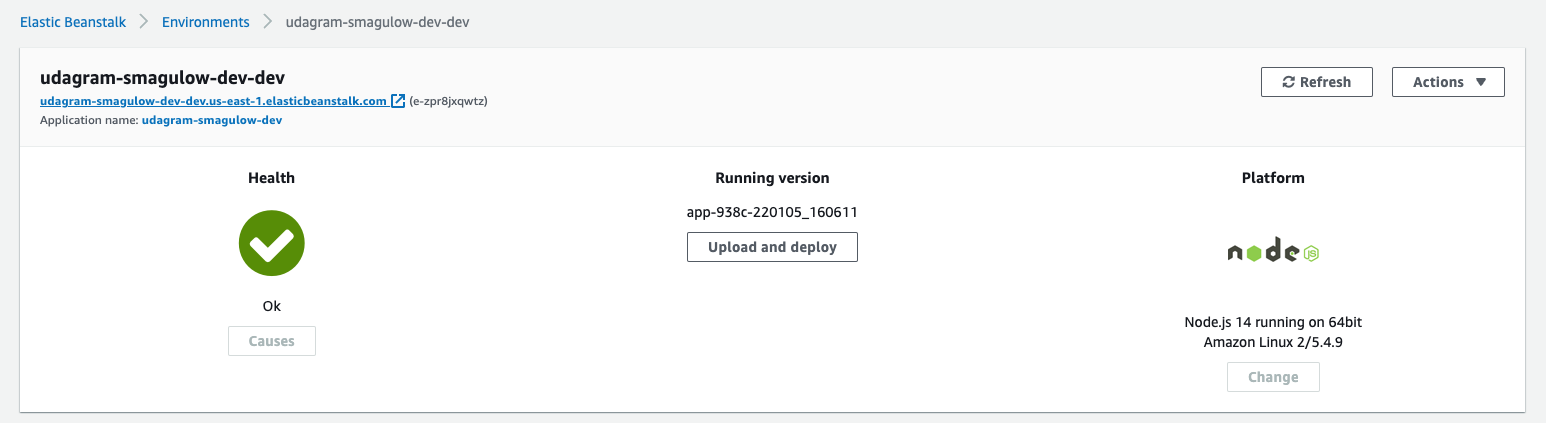 Elastic Beanstalk > Environments > udagram-smagulow-dev-dev
udagram-smagulow-dev-dev
Refresh
Actions ▼
udagram-smagulow-dev-dev.us-east-1.elasticbeanstalk.com (e-zpr8jxqwtz)
Application name: udagram-smagulow-dev
Health
Ok
Causes
Running version
app-938c-220105_160611
Upload and deploy
Platform
node JS
Node.js 14 running on 64bit
Amazon Linux 2/5.4.9
Change